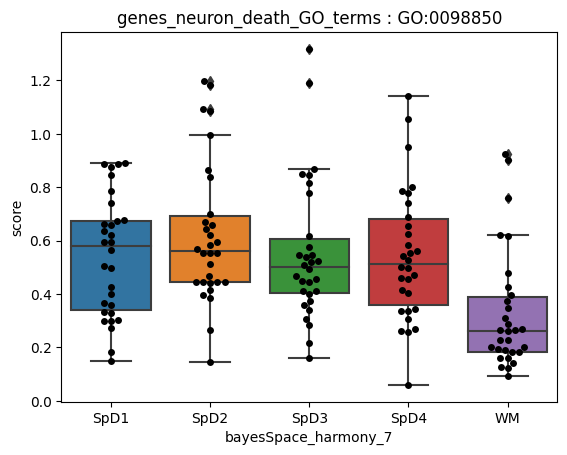 genes_neuron_death_GO_terms : GO:0098850
score
1.2
1.0
0.8
0.6
0.4
0.2
0.0
SpD1 SpD2 SpD3 SpD4 WM
bayesSpace_harmony_7